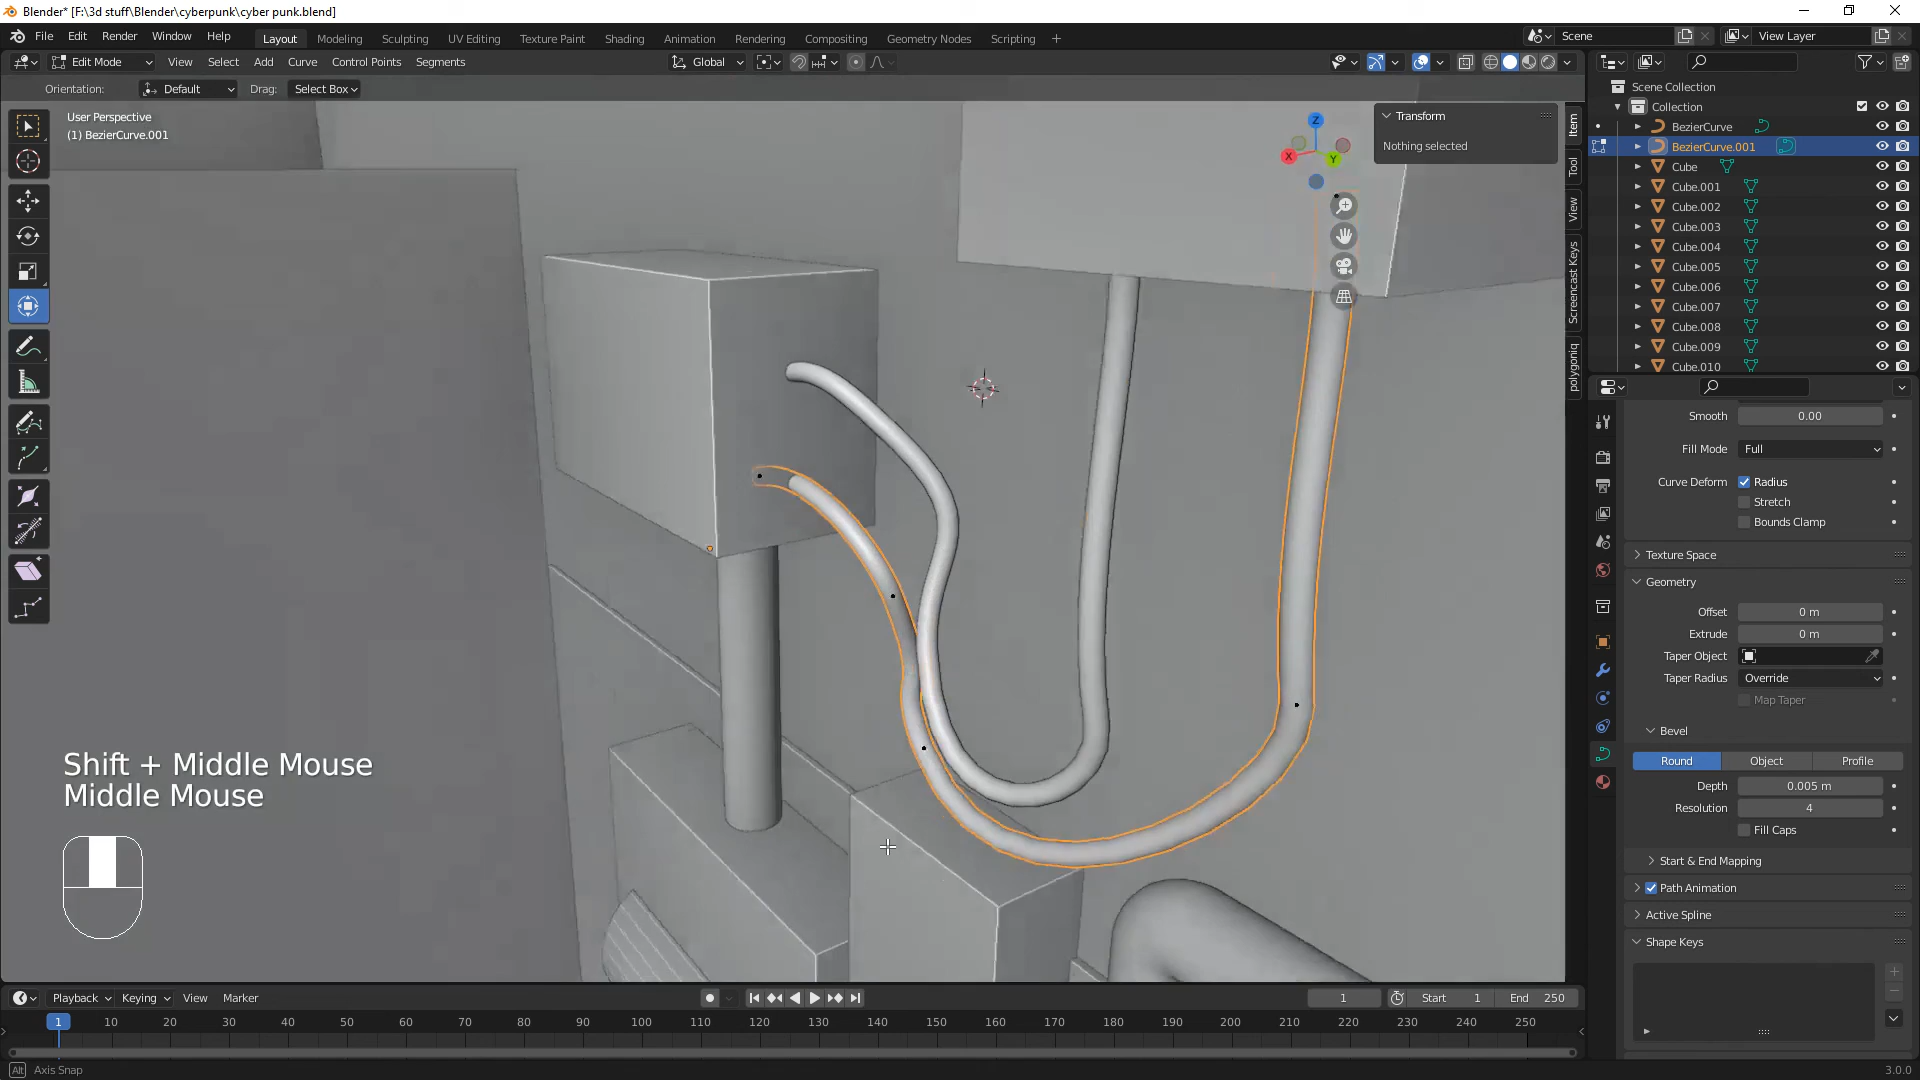 Blender* [F:\3d stuff\Blender\cyberpunk\cyber punk.blend]
File Edit Render Window Help Layout Modeling Sculpting UV Editing Texture Paint Shading Animation Rendering Compositing Geometry Nodes Scripting + Scene View Layer
Edit Mode View Select Add Curve Control Points Segments Global
Orientation: Default Drag: Select Box
User Perspective
(1) BezierCurve.001
Transform
Nothing selected
Z
X
Y
Item
Tool
View
Screencast Keys
polygoniq
Shift + Middle Mouse
Middle Mouse
Scene Collection
Collection
BezierCurve
BezierCurve.001
Cube
Cube.001
Cube.002
Cube.003
Cube.004
Cube.005
Cube.006
Cube.007
Cube.008
Cube.009
Cube.010
Smooth 0.00
Fill Mode Full
Curve Deform Radius
Stretch
Bounds Clamp
Texture Space
Geometry
Offset 0 m
Extrude 0 m
Taper Object
Taper Radius Override
Map Taper
Bevel
Round Object Profile
Depth 0.005 m
Resolution 4
Fill Caps
Start & End Mapping
Path Animation
Active Spline
Shape Keys
Playback Keying View Marker 1 Start 1 End 250
1 10 20 30 40 50 60 70 80 90 100 110 120 130 140 150 160 170 180 190 200 210 220 230 240 250
Alt Axis Snap 3.0.0